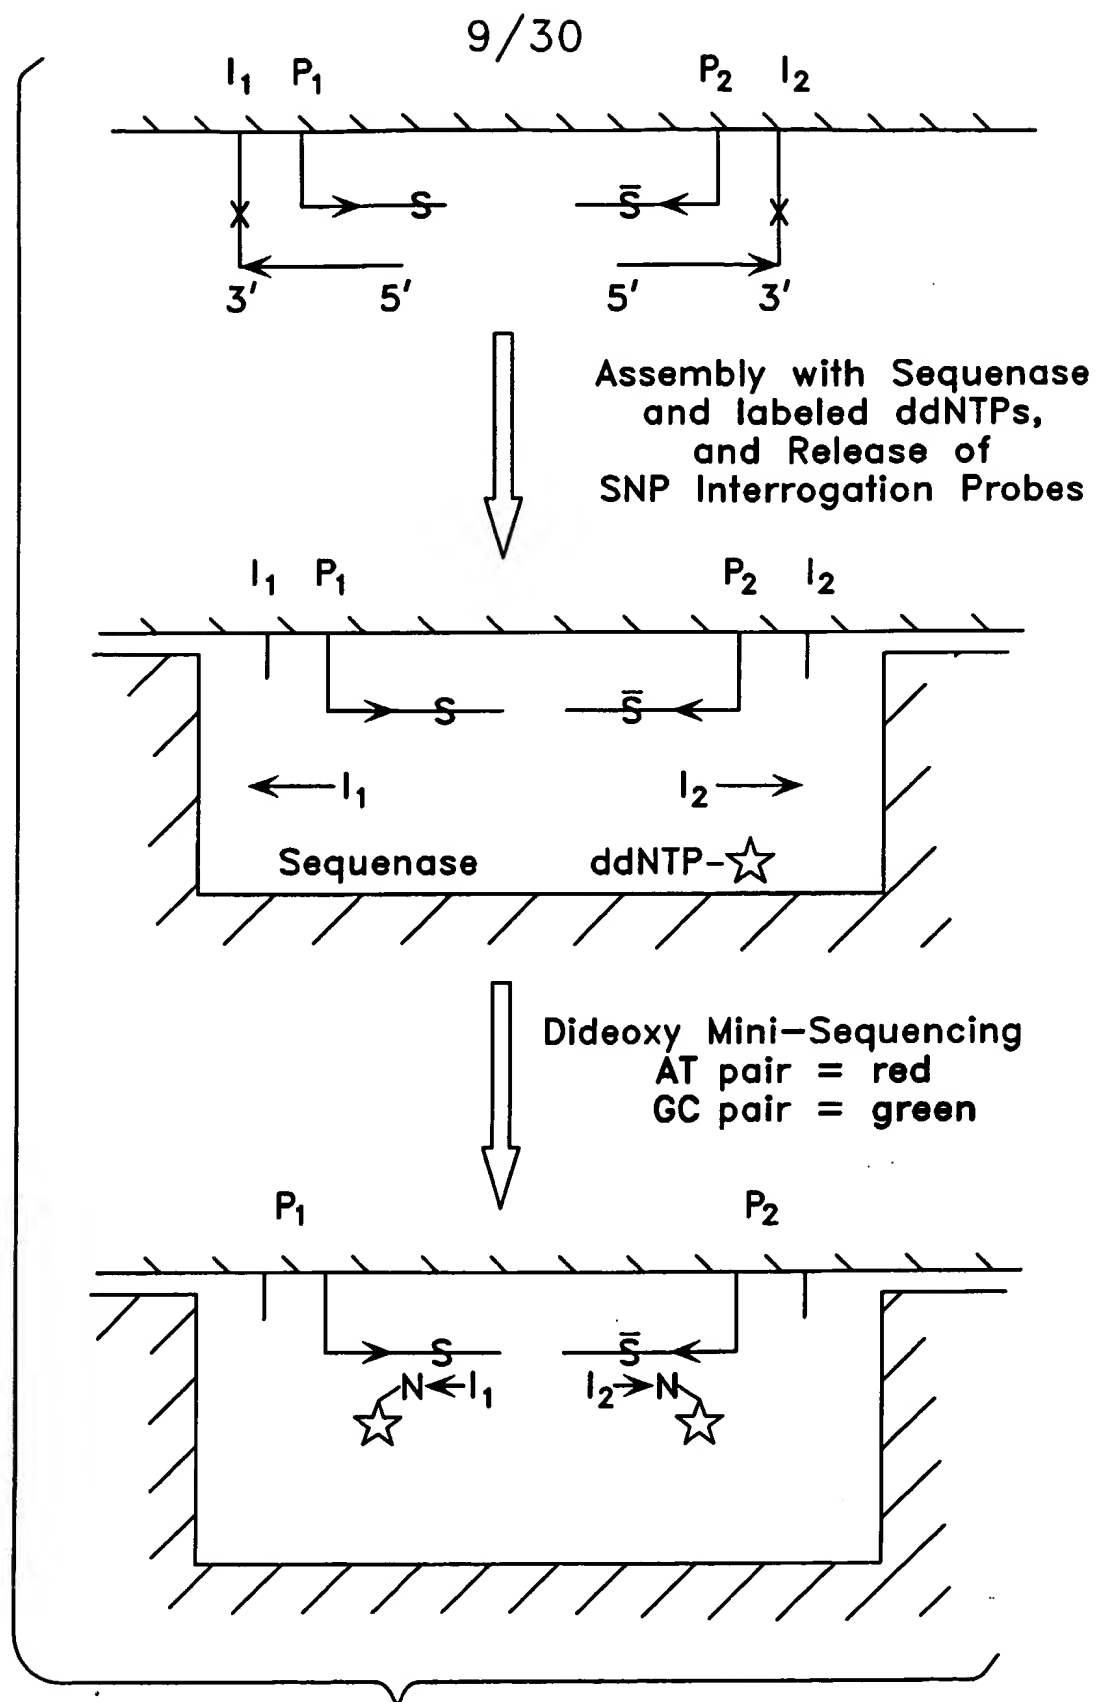 9/30
I₁ P₁ P₂ I₂
S S̄
3' 5' 5' 3'
Assembly with Sequenase
and labeled ddNTPs,
and Release of
SNP Interrogation Probes
I₁ P₁ P₂ I₂
S S̄
I₁ I₂
Sequenase ddNTP-☆
Dideoxy Mini-Sequencing
AT pair = red
GC pair = green
P₁ P₂
S S̄
N I₁ I₂ N